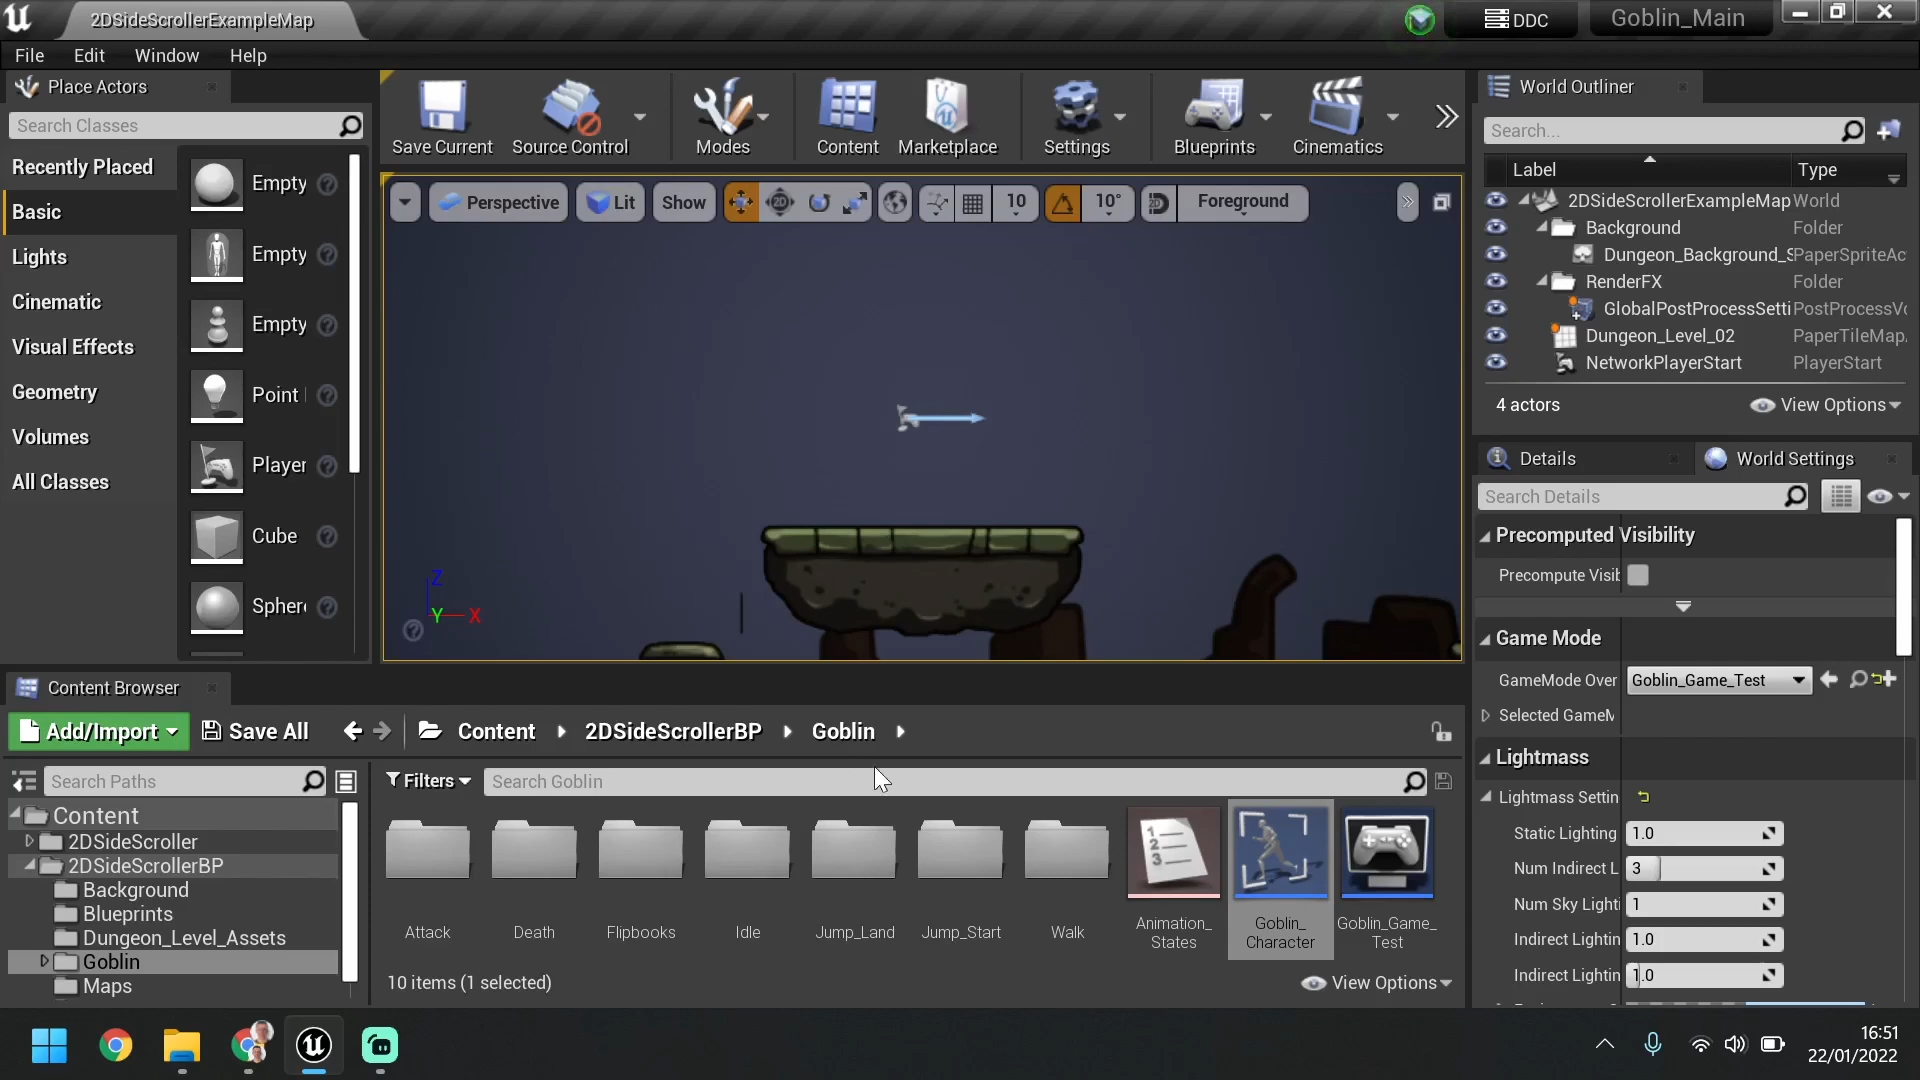 2DSideScrollerExampleMap
DDC
Goblin_Main
File Edit Window Help
Place Actors
Search Classes
Recently Placed
Basic
Lights
Cinematic
Visual Effects
Geometry
Volumes
All Classes
Empty
Empty
Empty
Point
Player
Cube
Sphere
Save Current
Source Control
Modes
Content
Marketplace
Settings
Blueprints
Cinematics
Perspective
Lit
Show
2D
10
10°
Foreground
Z
Y
X
World Outliner
Search...
Label Type
2DSideScrollerExampleMap World
Background Folder
Dungeon_Background_S PaperSpriteAc
RenderFX Folder
GlobalPostProcessSetti PostProcessVo
Dungeon_Level_02 PaperTileMap
NetworkPlayerStart PlayerStart
4 actors
View Options
Details
World Settings
Search Details
Precomputed Visibility
Precompute Visib
Game Mode
GameMode Over Goblin_Game_Test
Selected GameM
Lightmass
Lightmass Settin
Static Lighting 1.0
Num Indirect L 3
Num Sky Lighti 1
Indirect Lightin 1.0
Indirect Lightin 1.0
Content Browser
Add/Import
Save All
Content
2DSideScrollerBP
Goblin
Search Paths
Filters
Search Goblin
Content
2DSideScroller
2DSideScrollerBP
Background
Blueprints
Dungeon_Level_Assets
Goblin
Maps
Attack
Death
Flipbooks
Idle
Jump_Land
Jump_Start
Walk
Animation_
States
Goblin_
Character
Goblin_Game_
Test
10 items (1 selected)
View Options
16:51
22/01/2022